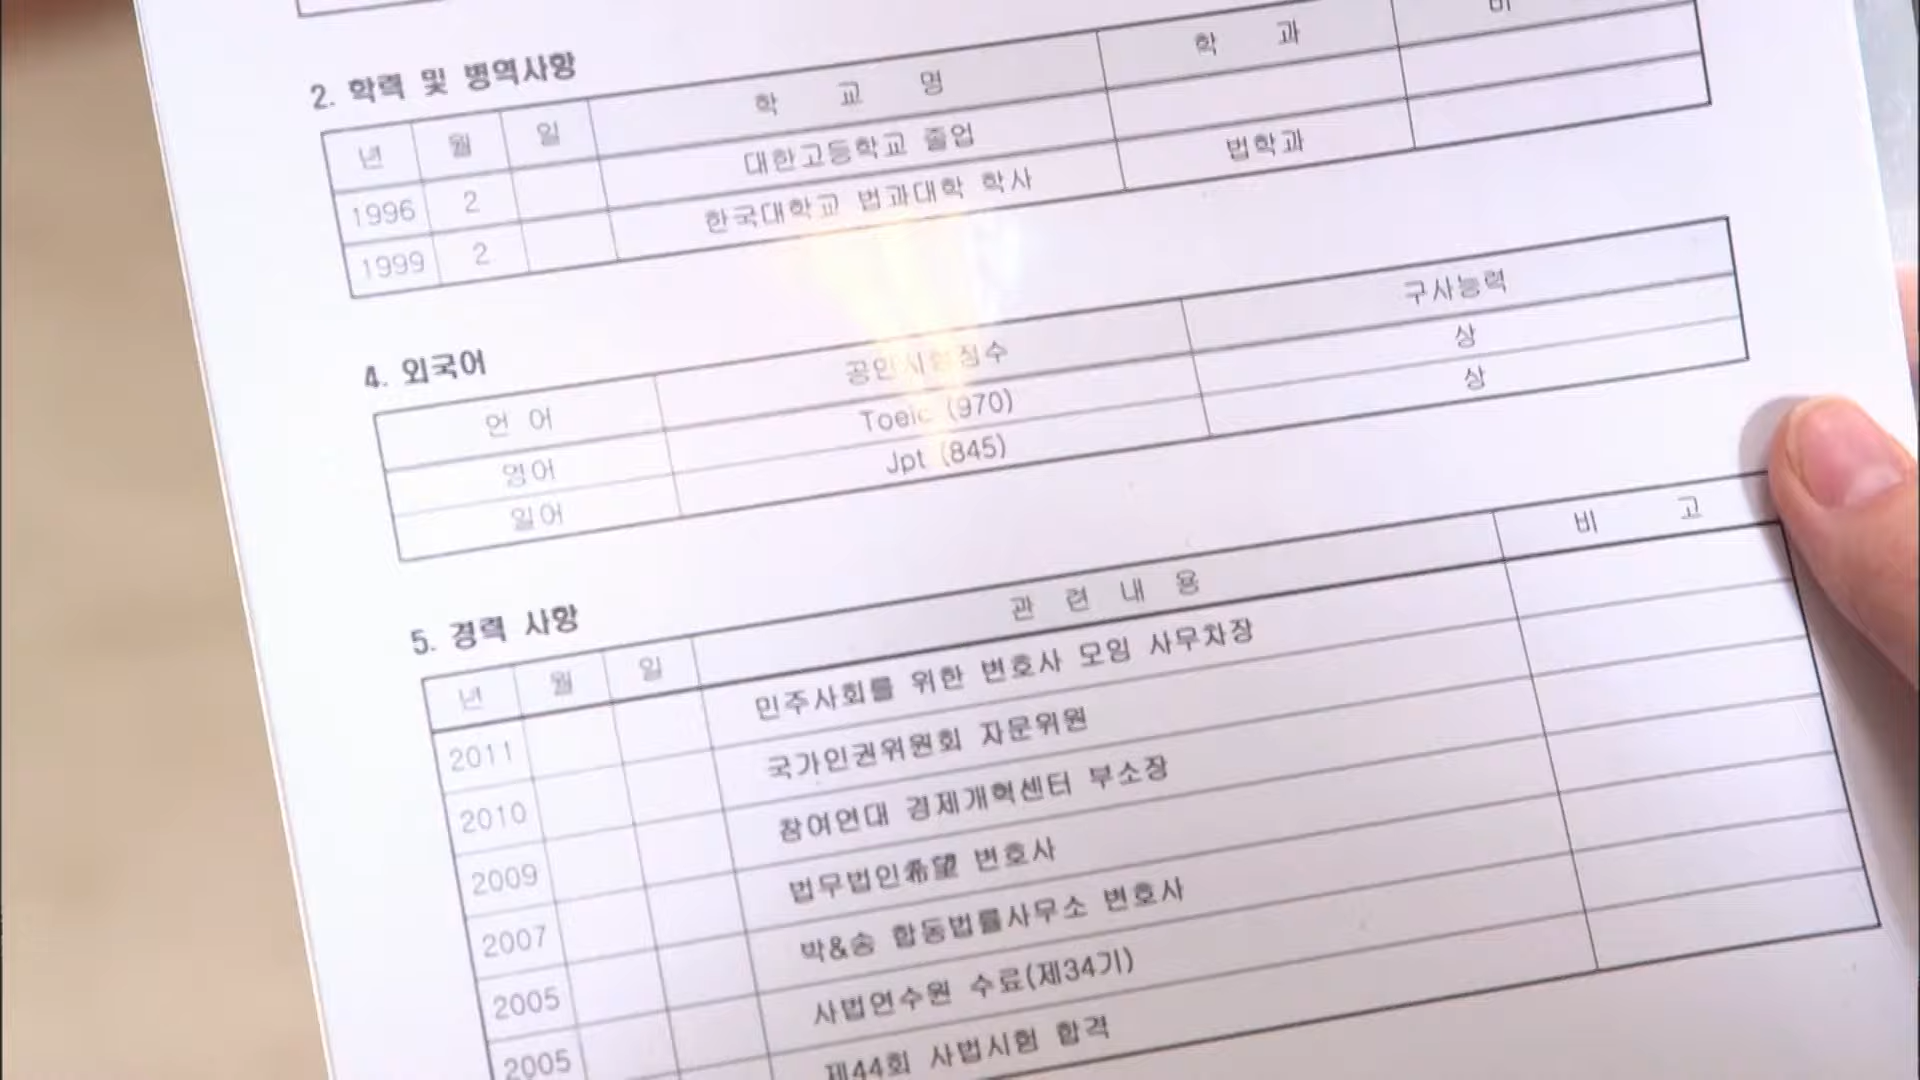 2. 학력 및 병역사항
년 월 일 학 교 명 학 과
1996 2 대한고등학교 졸업
1999 2 한국대학교 법과대학 학사 법학과
4. 외국어
언 어 공인시험점수 구사능력
영어 Toeic (970) 상
일어 Jpt (845) 상
5. 경력 사항
년 월 일 관 련 내 용 비 고
2011 민주사회를 위한 변호사 모임 사무차장
2010 국가인권위원회 자문위원
2009 참여연대 경제개혁센터 부소장
2007 법무법인希望 변호사
2005 박&송 합동법률사무소 변호사
2005 사법연수원 수료(제34기)
제44회 사법시험 합격